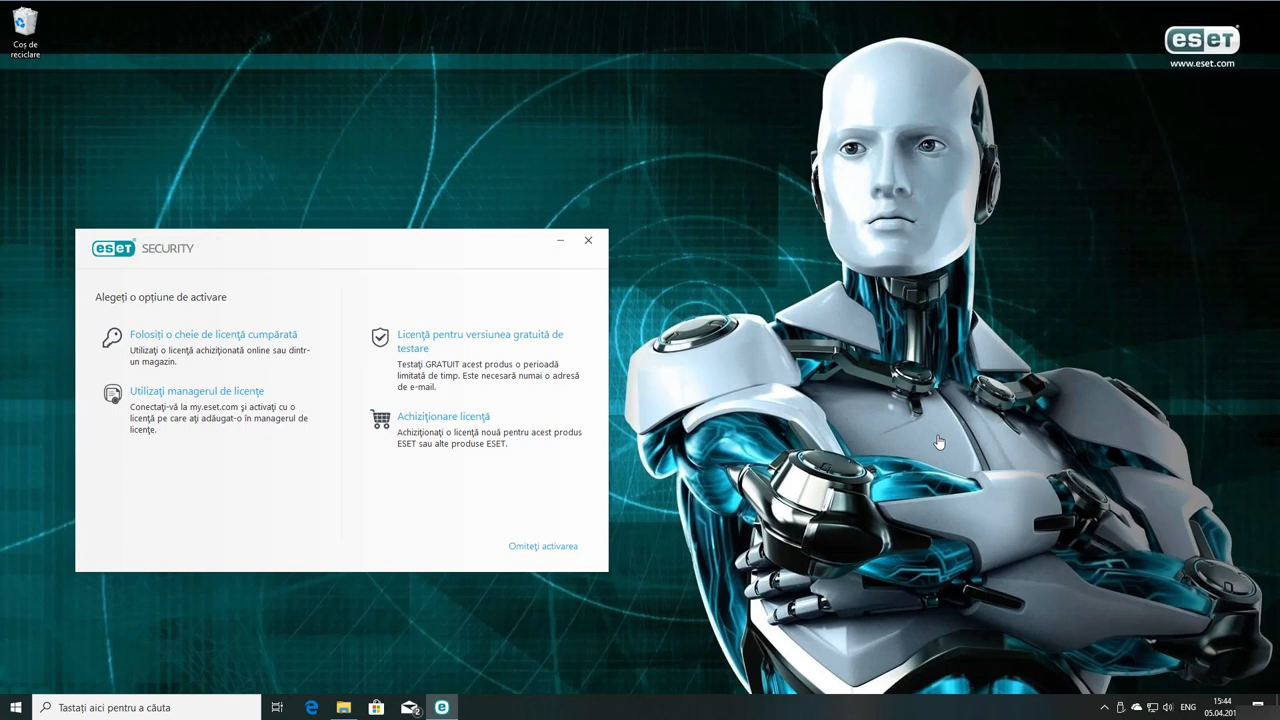 Coș de
reciclare
eset
www.eset.com
eset SECURITY
Alegeți o opțiune de activare
Folosiți o cheie de licență cumpărată
Utilizați o licență achiziționată online sau dintr-
un magazin.
Utilizați managerul de licențe
Conectați-vă la my.eset.com și activați cu o
licență pe care ați adăugat-o în managerul de
licențe.
Licență pentru versiunea gratuită de
testare
Testați GRATUIT acest produs o perioadă
limitată de timp. Este necesară numai o adresă
de e-mail.
Achiziționare licență
Achiziționați o licență nouă pentru acest produs
ESET sau alte produse ESET.
Omiteți activarea
Tastați aici pentru a căuta
2
e
ENG
15:44
05.04.201